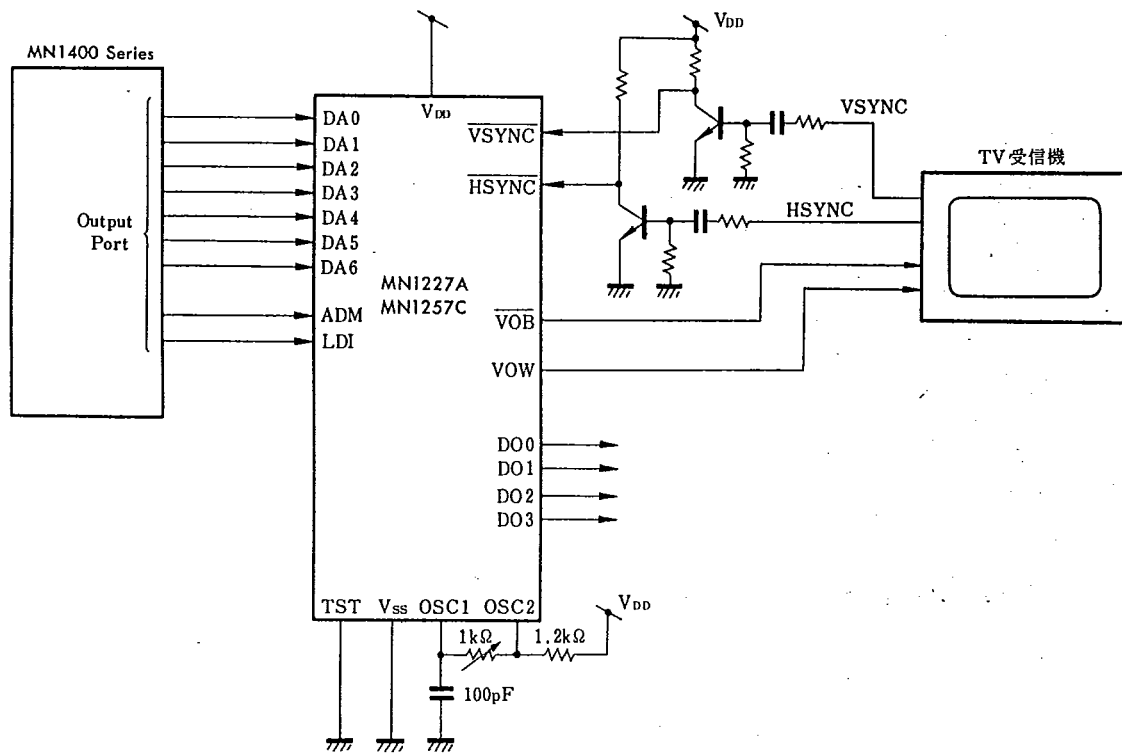 MN1400 Series
Output
Port
DA0
DA1
DA2
DA3
DA4
DA5
DA6
ADM
LDI
VDD
MN1227A
MN1257C
VSYNC
HSYNC
VOB
VOW
DO0
DO1
DO2
DO3
TST
VSS
OSC1
OSC2
1kΩ
1.2kΩ
VDD
100pF
VDD
VSYNC
HSYNC
TV受信機